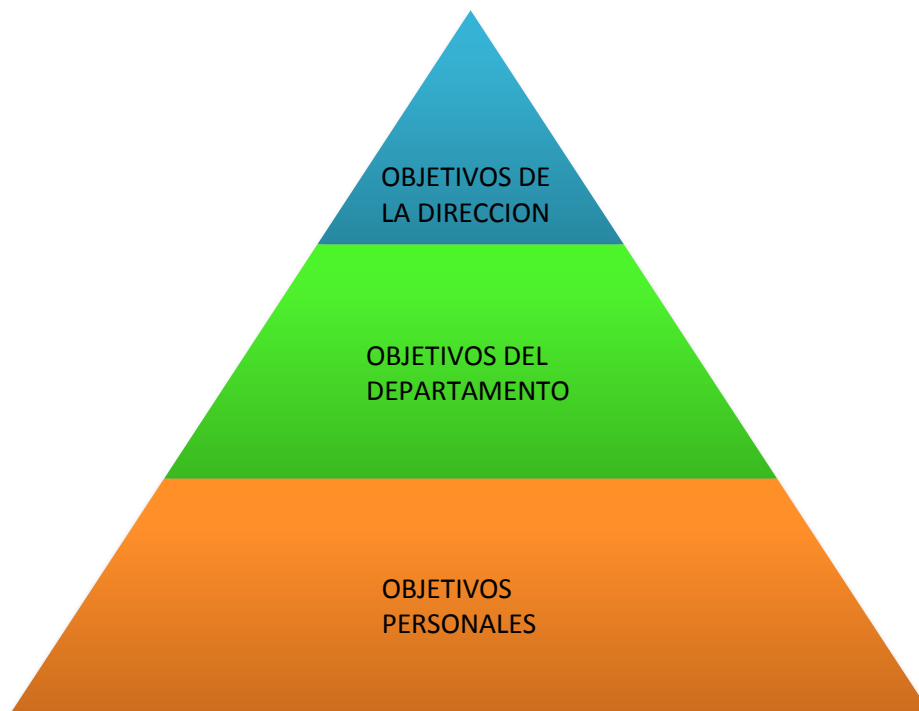 OBJETIVOS DE
LA DIRECCION
OBJETIVOS DEL
DEPARTAMENTO
OBJETIVOS
PERSONALES